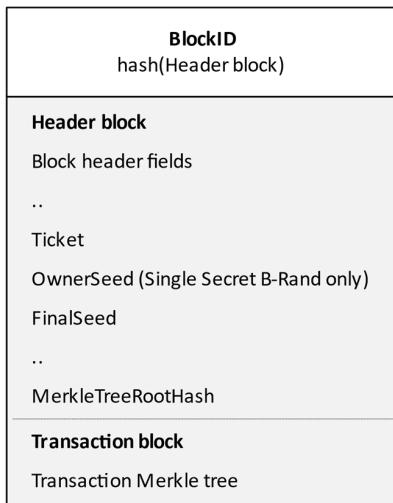 BlockID
hash(Header block)
Header block
Block header fields
..
Ticket
OwnerSeed (Single Secret B-Rand only)
FinalSeed
..
MerkleTreeRootHash
Transaction block
Transaction Merkle tree